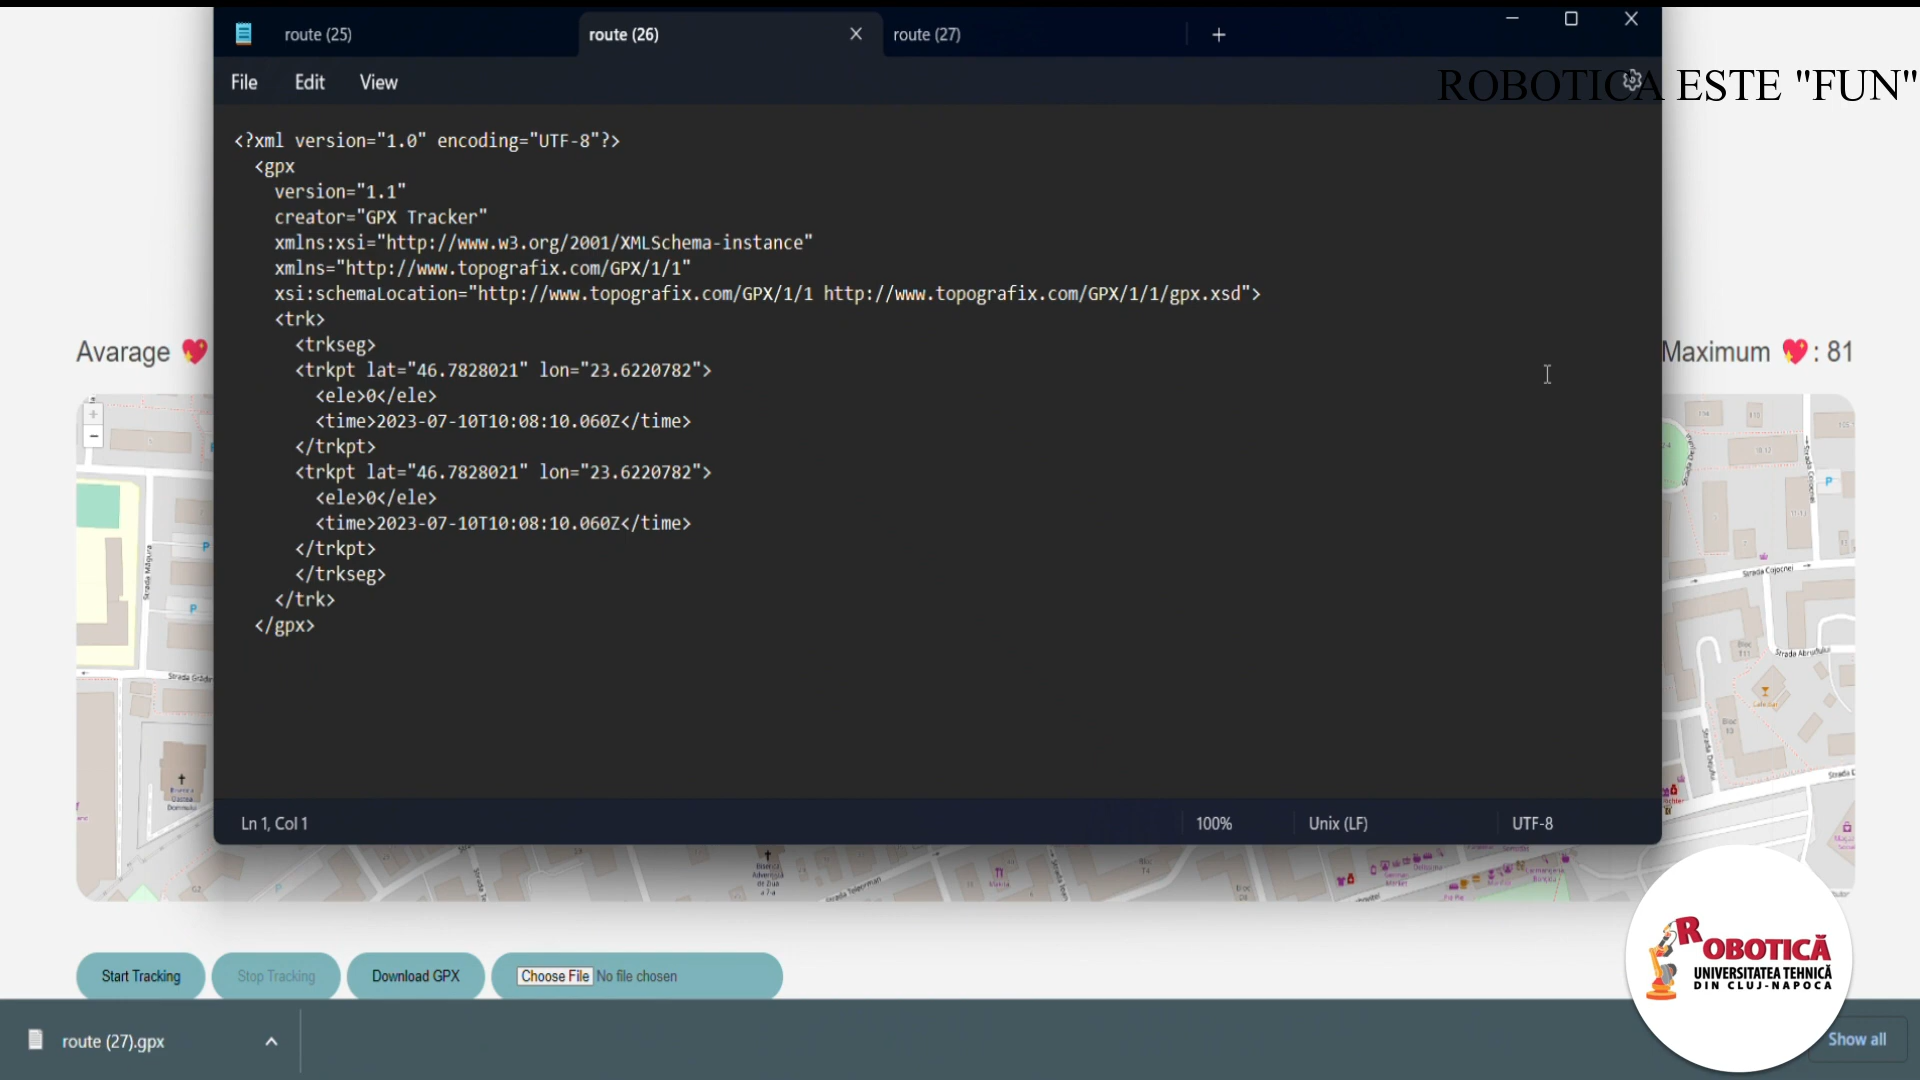 route (25)
route (26)
route (27)
File
Edit
View
ROBOTICA ESTE "FUN"
<?xml version="1.0" encoding="UTF-8"?>
<gpx
version="1.1"
creator="GPX Tracker"
xmlns:xsi="http://www.w3.org/2001/XMLSchema-instance"
xmlns="http://www.topografix.com/GPX/1/1"
xsi:schemaLocation="http://www.topografix.com/GPX/1/1 http://www.topografix.com/GPX/1/1/gpx.xsd">
<trk>
<trkseg>
<trkpt lat="46.7828021" lon="23.6220782">
<ele>0</ele>
<time>2023-07-10T10:08:10.060Z</time>
</trkpt>
<trkpt lat="46.7828021" lon="23.6220782">
<ele>0</ele>
<time>2023-07-10T10:08:10.060Z</time>
</trkpt>
</trkseg>
</trk>
</gpx>
Avarage 💖
Maximum 💖: 81
Strada Măgura
Strada Cojocnei
Ln 1, Col 1
100%
Unix (LF)
UTF-8
Start Tracking
Stop Tracking
Download GPX
Choose File No file chosen
ROBOTICĂ
UNIVERSITATEA TEHNICĂ
DIN CLUJ-NAPOCA
route (27).gpx
Show all